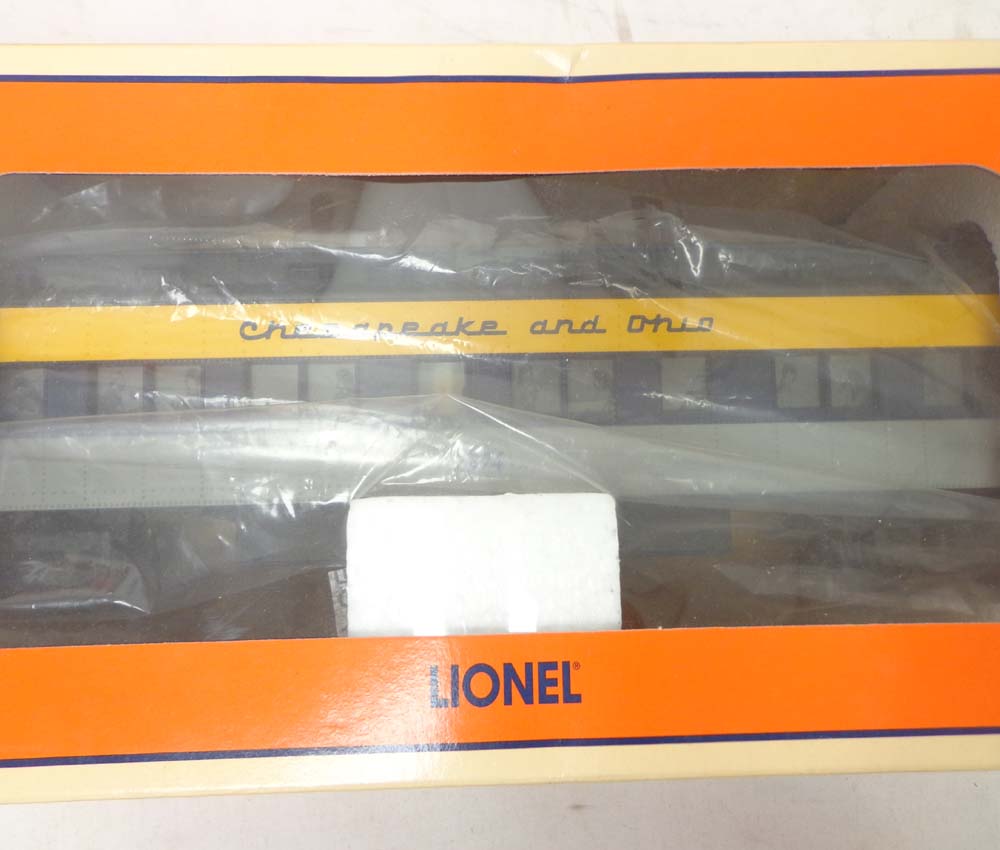 Chesapeake and Ohio
LIONEL®